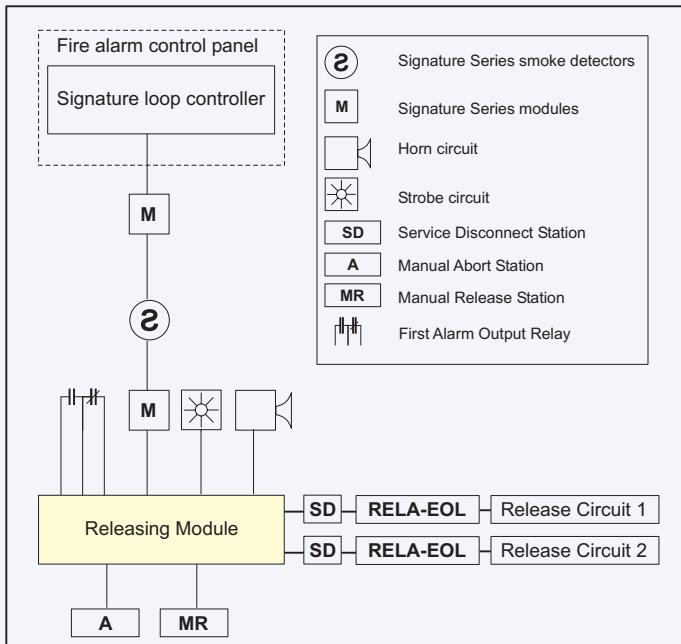 Fire alarm control panel
Signature loop controller
M
S
M
Releasing Module
SD
RELA-EOL
Release Circuit 1
SD
RELA-EOL
Release Circuit 2
A
MR
S
Signature Series smoke detectors
M
Signature Series modules
Horn circuit
Strobe circuit
SD
Service Disconnect Station
A
Manual Abort Station
MR
Manual Release Station
First Alarm Output Relay